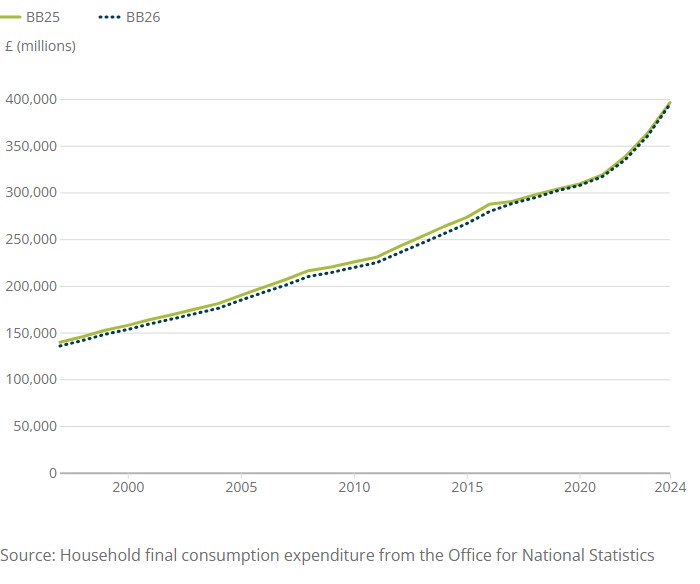 BB25 BB26
£ (millions)
400,000
350,000
300,000
250,000
200,000
150,000
100,000
50,000
0
2000 2005 2010 2015 2020 2024
Source: Household final consumption expenditure from the Office for National Statistics